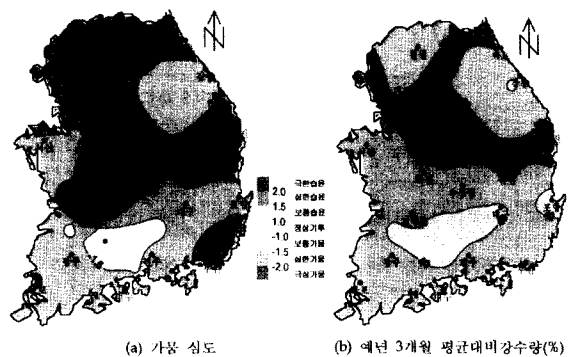 N
N
극한습윤
2.0
심한습윤
1.5
보통습윤
1.0
정상기후
-1.0
보통가뭄
-1.5
심한가뭄
-2.0
극심가뭄
(a) 가뭄 심도
(b) 예년 3개월 평균대비강수량(%)